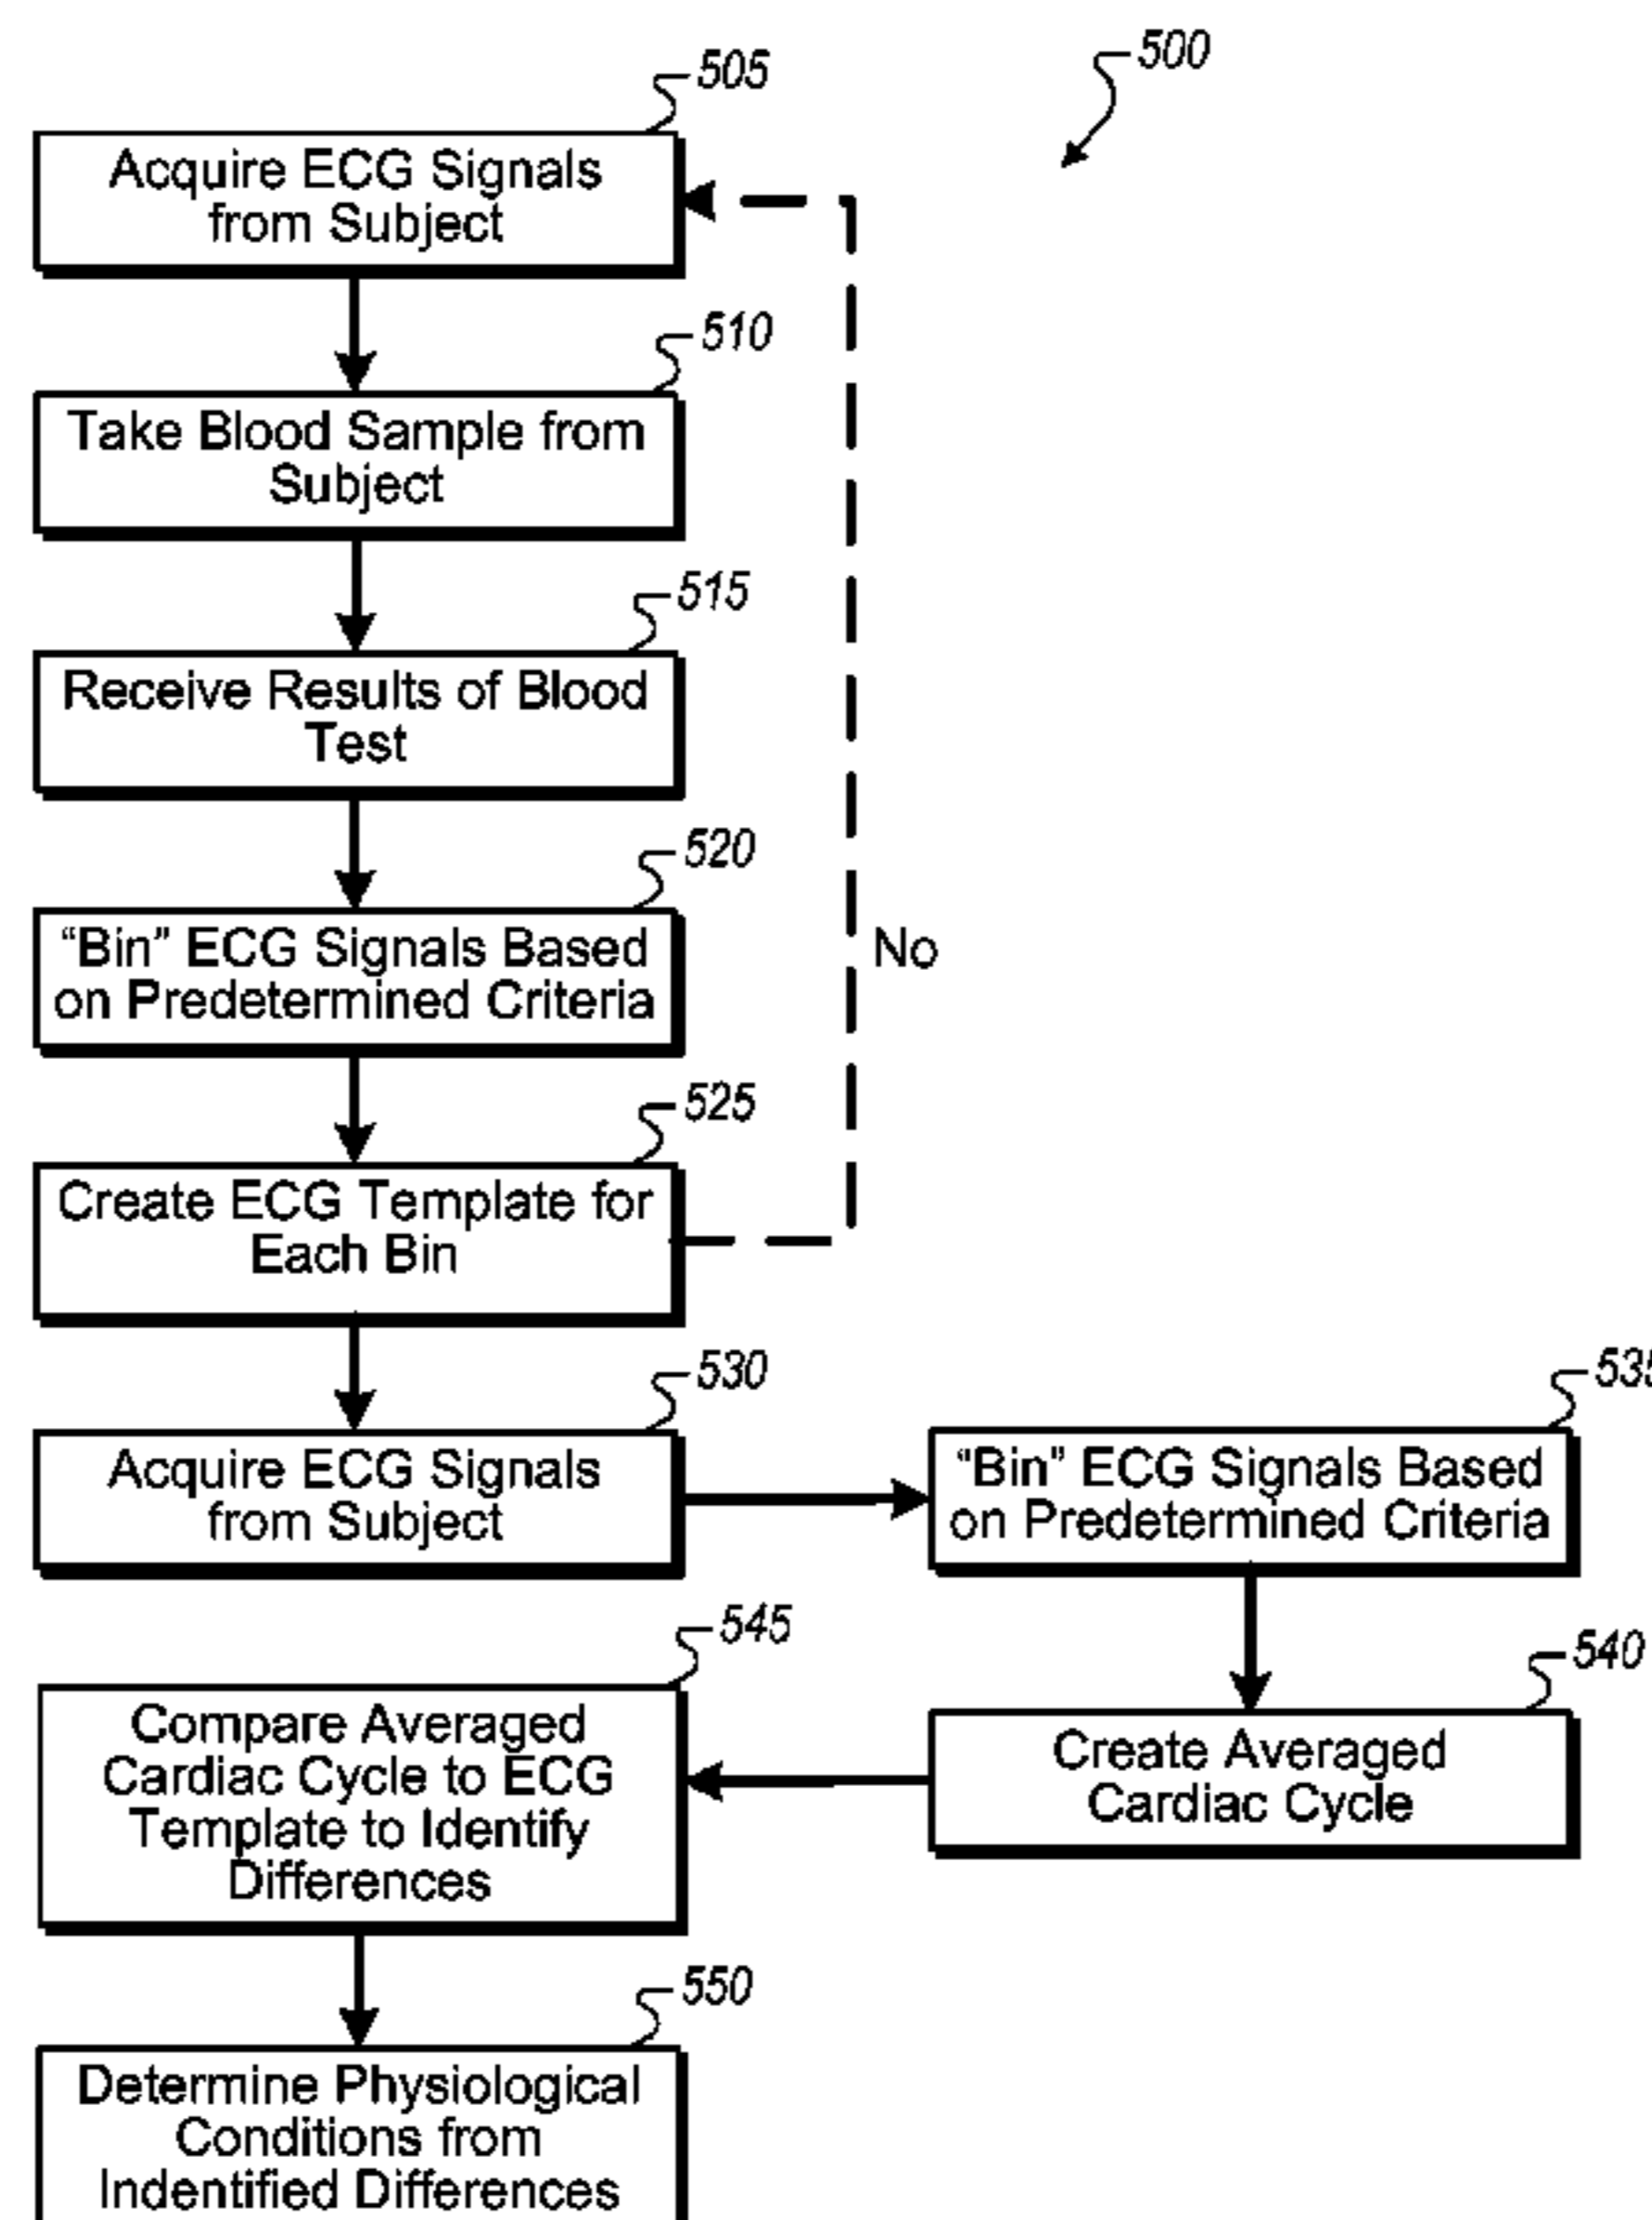 500
505
Acquire ECG Signals
from Subject
510
Take Blood Sample from
Subject
515
Receive Results of Blood
Test
520
“Bin” ECG Signals Based
on Predetermined Criteria
No
525
Create ECG Template for
Each Bin
530
Acquire ECG Signals
from Subject
535
“Bin” ECG Signals Based
on Predetermined Criteria
540
Create Averaged
Cardiac Cycle
545
Compare Averaged
Cardiac Cycle to ECG
Template to Identify
Differences
550
Determine Physiological
Conditions from
Indentified Differences